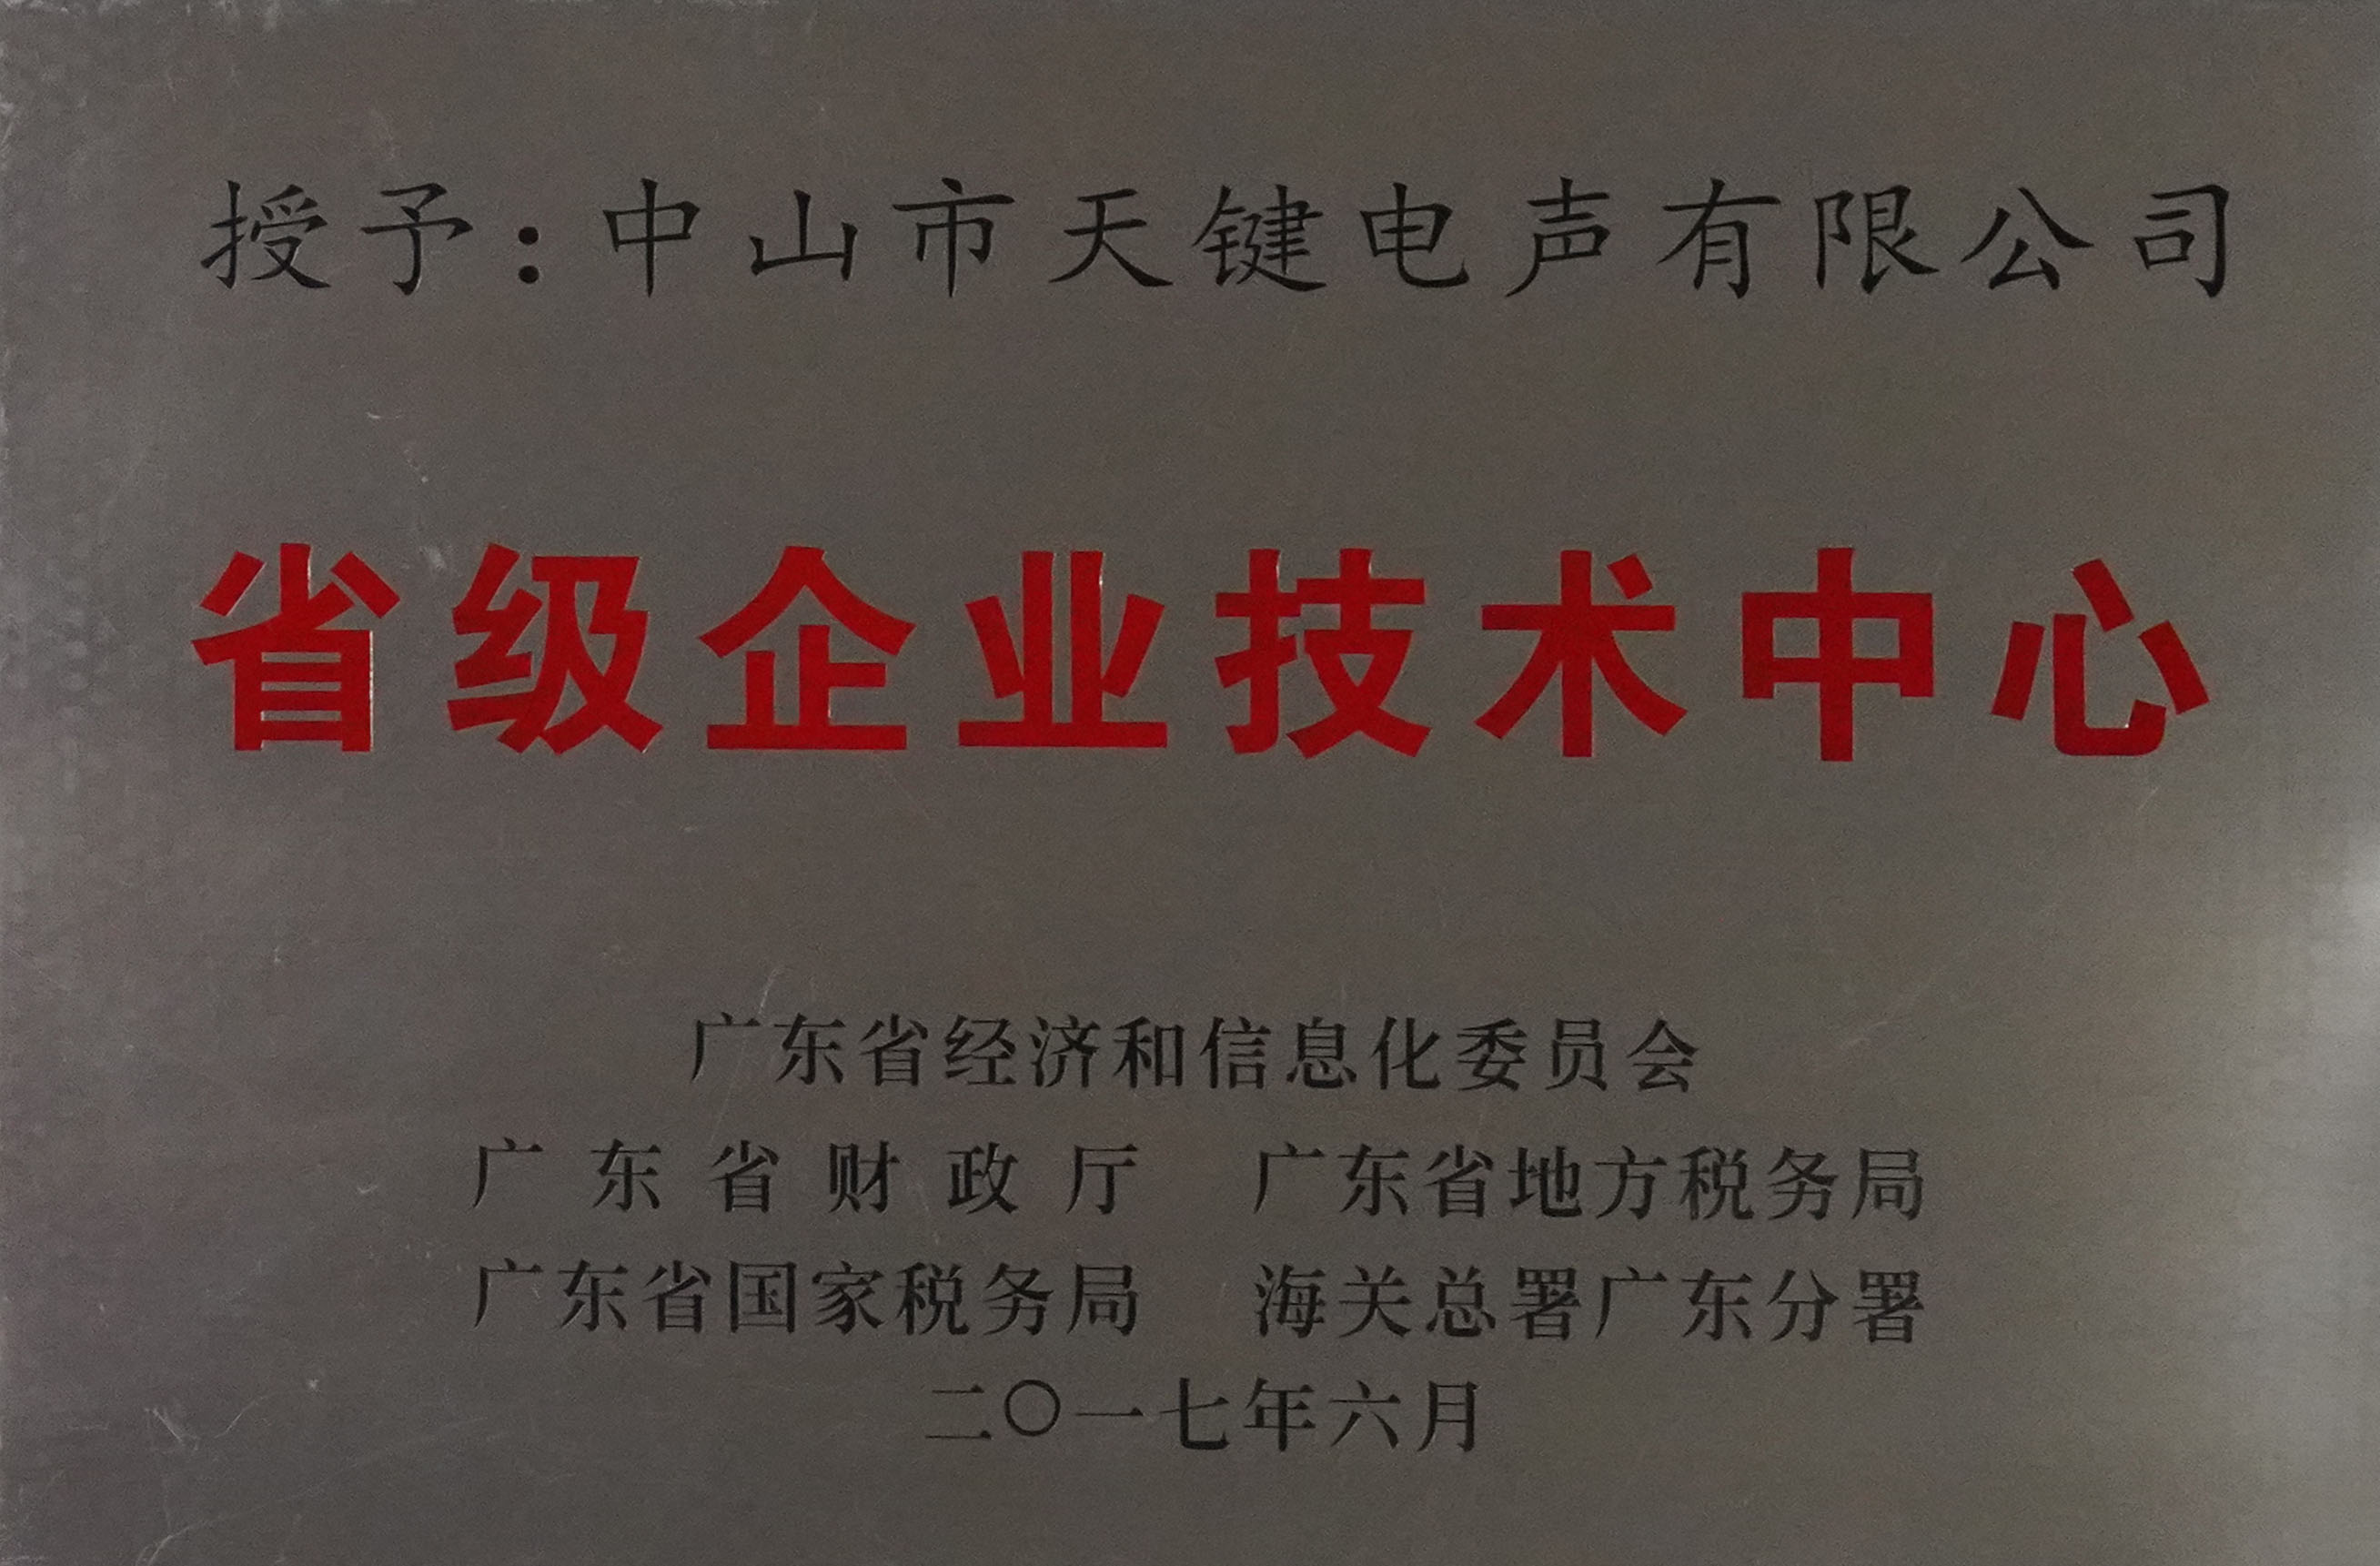 授予：中山市天键电声有限公司
省级企业技术中心
广东省经济和信息化委员会
广东省财政厅 广东省地方税务局
广东省国家税务局 海关总署广东分署
二〇一七年六月